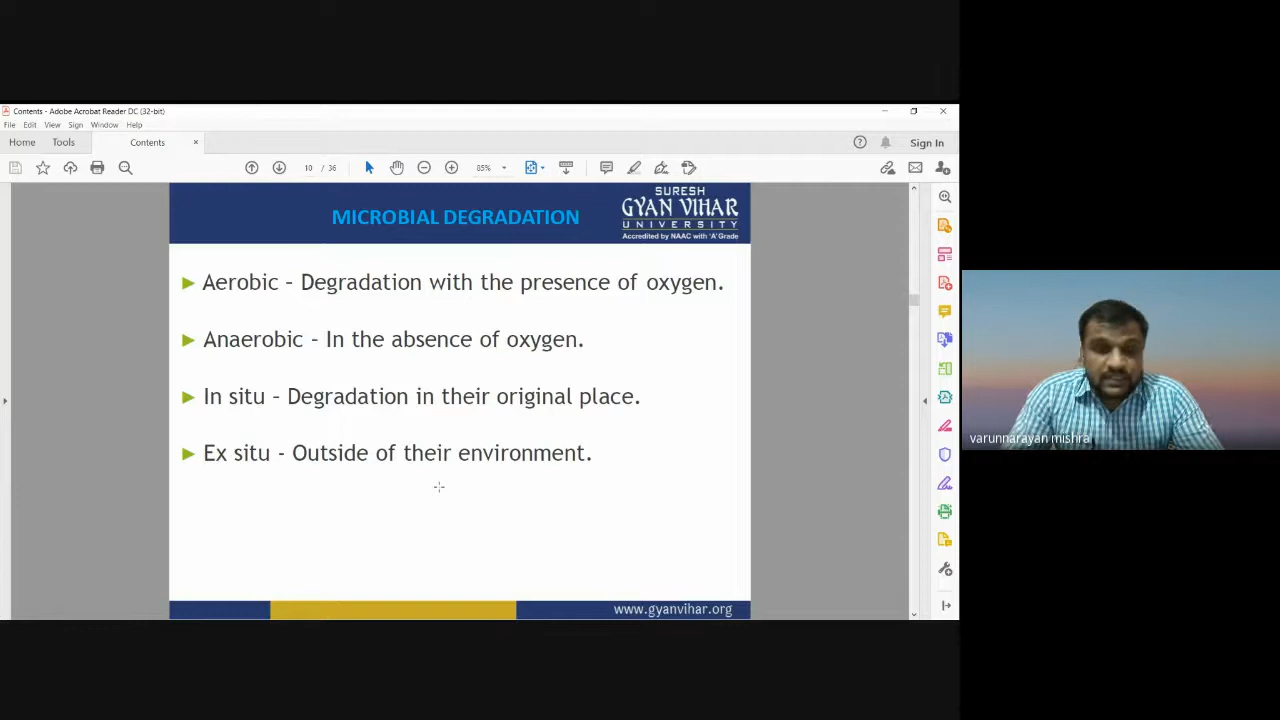 Contents - Adobe Acrobat Reader DC (32-bit)
File Edit View Sign Window Help
Home Tools Contents × Sign In
10 / 36 85%
SURESH
GYAN VIHAR
UNIVERSITY
Accredited by NAAC with 'A' Grade
MICROBIAL DEGRADATION
Aerobic – Degradation with the presence of oxygen.
Anaerobic – In the absence of oxygen.
In situ – Degradation in their original place.
Ex situ - Outside of their environment.
www.gyanvihar.org
varunnarayan mishra